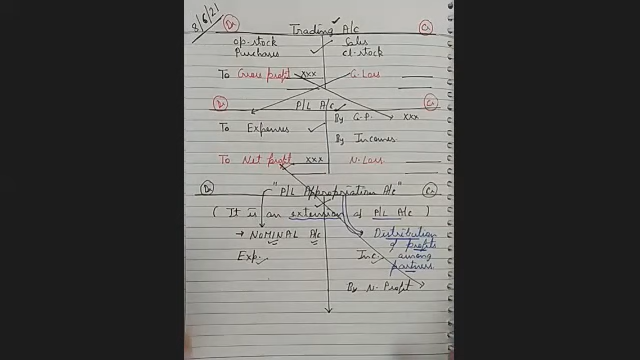 3/6/21
Dr Trading A/c Cr
op. stock Sales
Purchases cl. stock
To Gross profit xxx G. Loss
Dr P/L A/c Cr
By G.P. xxx
To Expenses
By Incomes
To Net profit xxx N. Loss
Dr "P/L Appropriation A/c" Cr
( It is an extension of P/L A/c )
→ NOMINAL A/c Distribution
of profits
Exp. Inc. among
partners.
By N. Profit